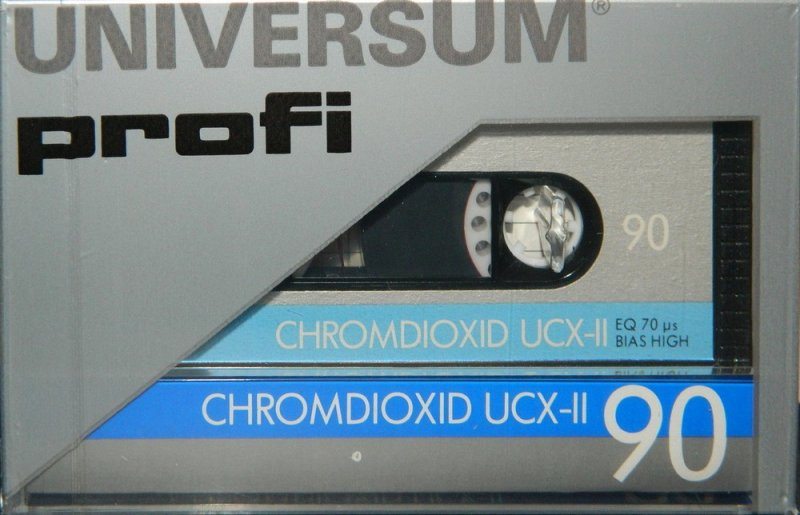 UNIVERSUM®
profi
90
CHROMDIOXID UCX-II
EQ 70 µs
BIAS HIGH
CHROMDIOXID UCX-II
90